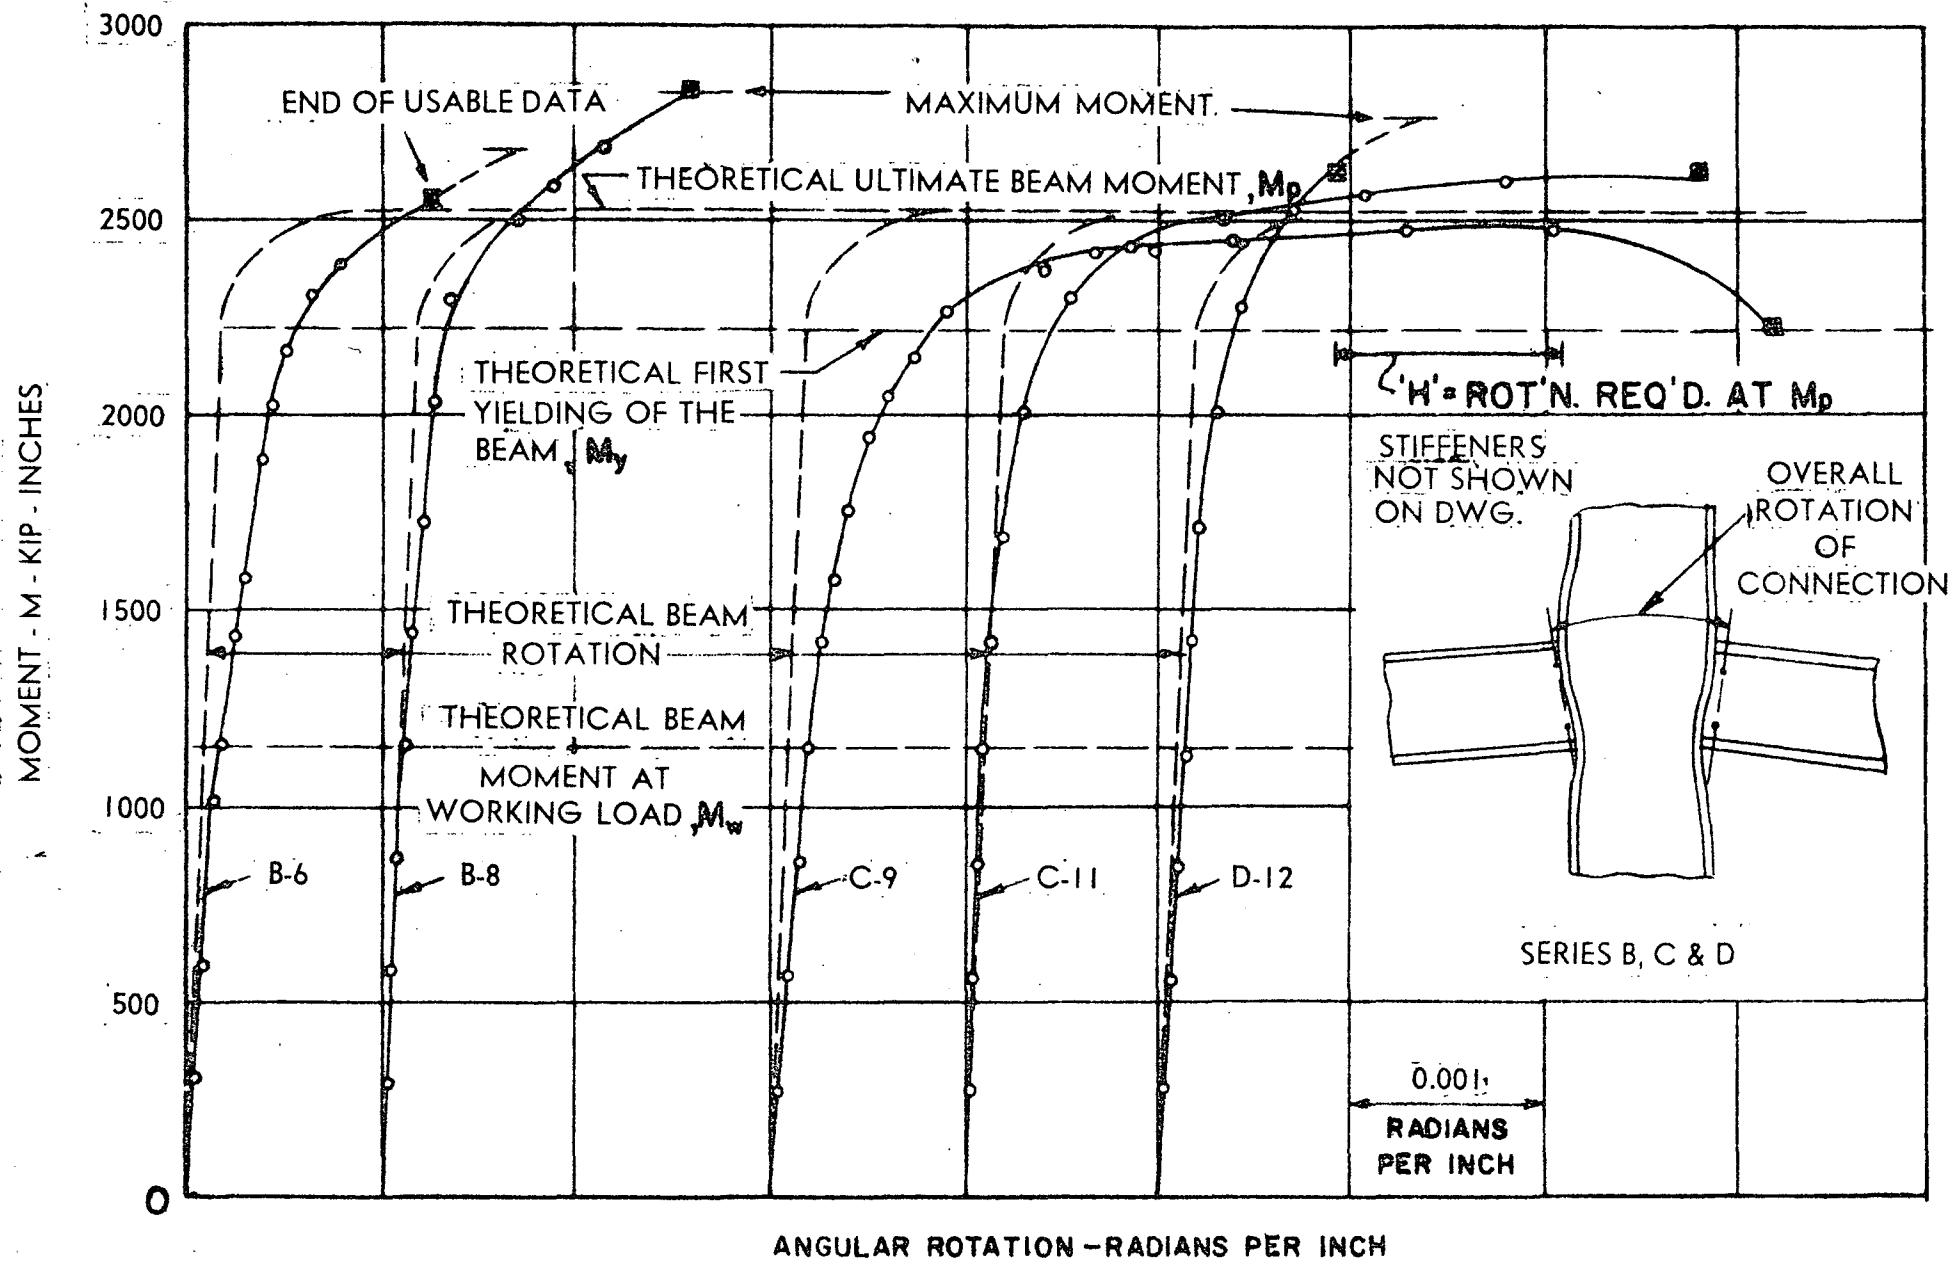 3000
END OF USABLE DATA
MAXIMUM MOMENT.
THEORETICAL ULTIMATE BEAM MOMENT, Mp
2500
THEORETICAL FIRST
YIELDING OF THE
BEAM, My
'H'= ROT'N. REQ'D. AT Mp
2000
STIFFENERS
NOT SHOWN
ON DWG.
OVERALL
ROTATION
OF
CONNECTION
MOMENT - M - KIP - INCHES
1500
THEORETICAL BEAM
ROTATION
THEORETICAL BEAM
MOMENT AT
WORKING LOAD, Mw
1000
B-6
B-8
C-9
C-11
D-12
SERIES B, C & D
500
0.001
RADIANS
PER INCH
0
ANGULAR ROTATION - RADIANS PER INCH